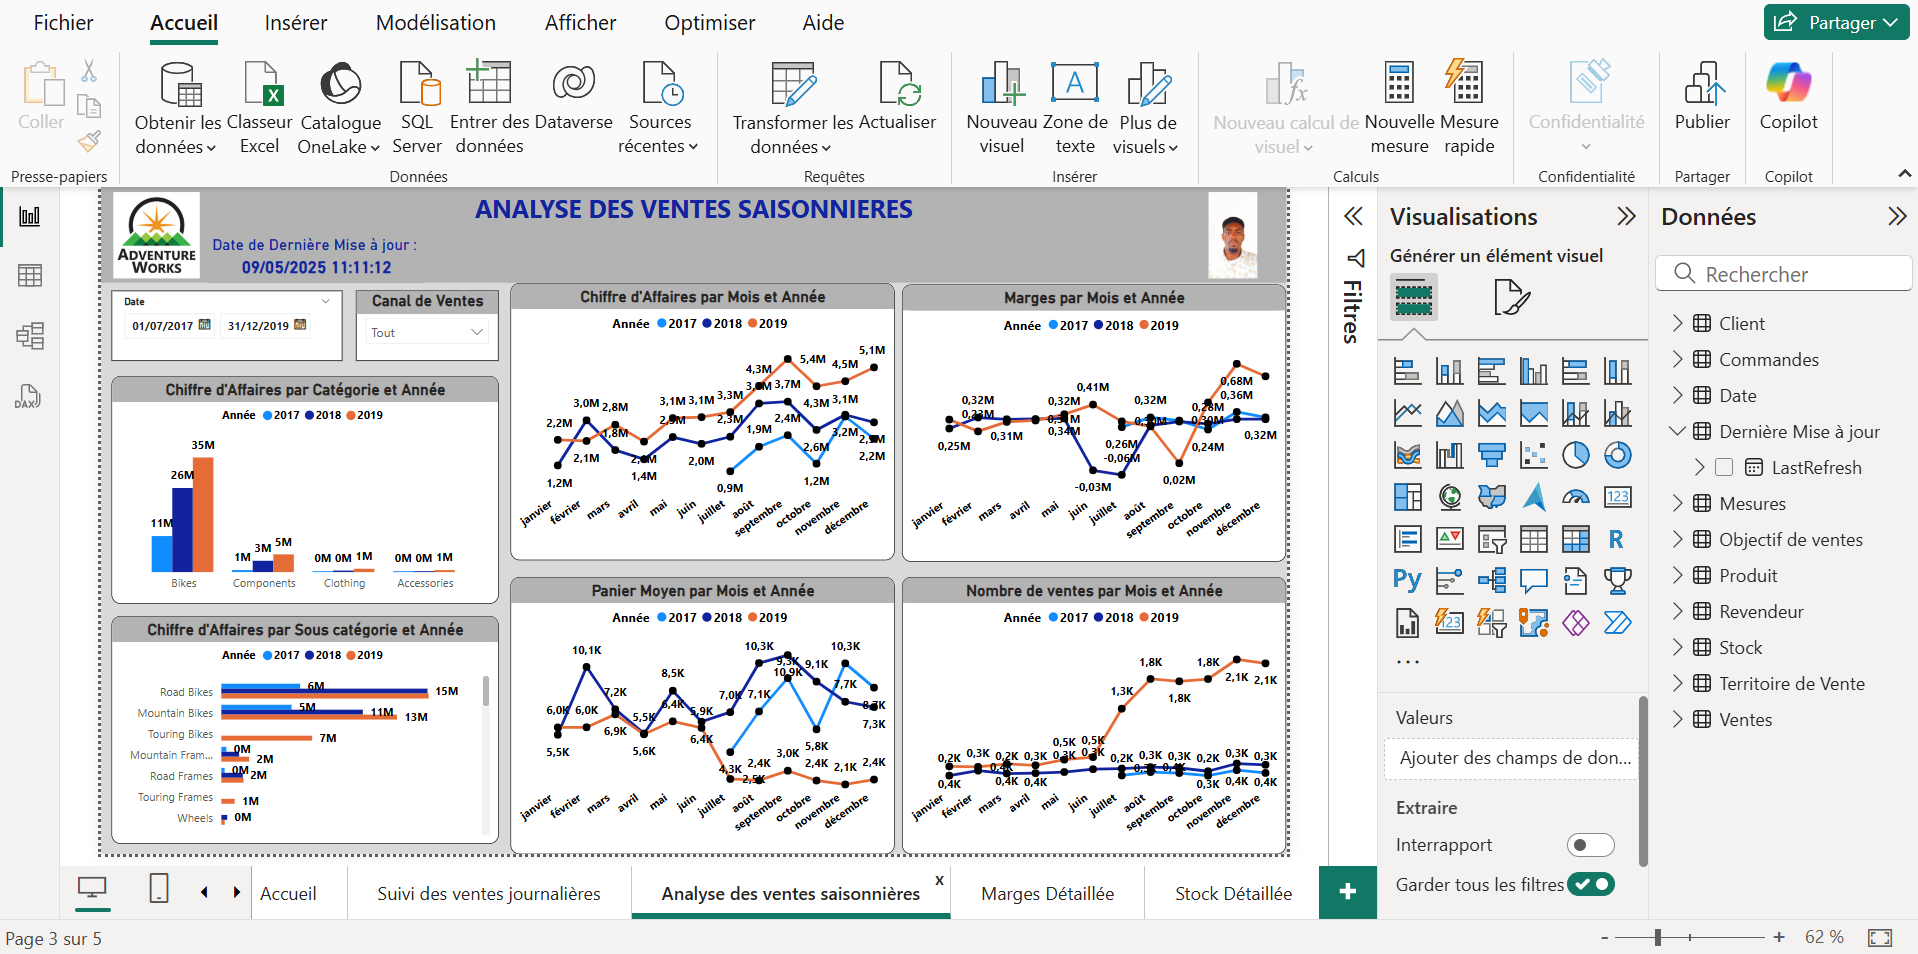 Fichier
Accueil
Insérer
Modélisation
Afficher
Optimiser
Aide
Partager
Coller
Obtenir les données
Classeur Excel
Catalogue OneLake
SQL Server
Entrer des données
Dataverse
Sources récentes
Transformer les données
Actualiser
Nouveau visuel
Zone de texte
Plus de visuels
Nouveau calcul de visuel
Nouvelle mesure
Mesure rapide
Confidentialité
Publier
Copilot
Presse-papiers
Données
Requêtes
Insérer
Calculs
Confidentialité
Partager
Copilot
ADVENTURE WORKS
ANALYSE DES VENTES SAISONNIERES
Date de Dernière Mise à jour :
09/05/2025 11:11:12
Date
01/07/2017
31/12/2019
Canal de Ventes
Tout
Chiffre d'Affaires par Catégorie et Année
Année 2017 2018 2019
35M
26M
11M
1M 3M 5M
0M 0M 1M
0M 0M 1M
Bikes
Components
Clothing
Accessories
Chiffre d'Affaires par Sous catégorie et Année
Année 2017 2018 2019
Road Bikes 6M 15M
Mountain Bikes 5M 11M 13M
Touring Bikes 7M
Mountain Fram... 0M 2M
Road Frames 0M 2M
Touring Frames 1M
Wheels 0M
Chiffre d'Affaires par Mois et Année
Année 2017 2018 2019
5,1M
4,3M 5,4M 4,5M
3,7M
3,0M 2,8M 3,1M 3,1M 3,3M 4,3M 3,1M
2,2M 1,8M 2,3M 1,9M 2,4M 3,2M
2,1M 2,0M 2,6M 2,2M
1,2M 1,4M 0,9M 1,2M
janvier février mars avril mai juin juillet août septembre octobre novembre décembre
Marges par Mois et Année
Année 2017 2018 2019
0,68M
0,41M 0,36M
0,32M 0,32M 0,32M
0,25M 0,31M 0,34M 0,26M 0,24M 0,32M
-0,06M
-0,03M 0,02M
janvier février mars avril mai juin juillet août septembre octobre novembre décembre
Panier Moyen par Mois et Année
Année 2017 2018 2019
10,1K 10,3K 10,3K
8,5K 9,3K 9,1K
10,9K
7,2K 7,0K 7,1K 7,7K
6,0K 6,0K 6,4K 5,9K
6,9K 5,5K 6,4K 7,3K
5,5K 5,6K 5,8K
4,3K 2,4K 3,0K 2,4K 2,1K 2,4K
2,5K
janvier février mars avril mai juin juillet août septembre octobre novembre décembre
Nombre de ventes par Mois et Année
Année 2017 2018 2019
1,8K 1,8K
1,3K 1,8K 2,1K 2,1K
0,5K 0,5K
0,2K 0,3K 0,2K 0,3K 0,3K 0,3K 0,2K 0,3K 0,3K 0,2K 0,3K 0,3K
0,4K 0,4K 0,4K 0,4K 0,3K 0,4K 0,4K
janvier février mars avril mai juin juillet août septembre octobre novembre décembre
Filtres
Visualisations
Générer un élément visuel
123
R
Py
123
...
Valeurs
Ajouter des champs de don...
Extraire
Interrapport
Garder tous les filtres
Données
Rechercher
Client
Commandes
Date
Dernière Mise à jour
LastRefresh
Mesures
Objectif de ventes
Produit
Revendeur
Stock
Territoire de Vente
Ventes
DAX
Accueil
Suivi des ventes journalières
Analyse des ventes saisonnières
x
Marges Détaillée
Stock Détaillée
+
Page 3 sur 5
- + 62 %